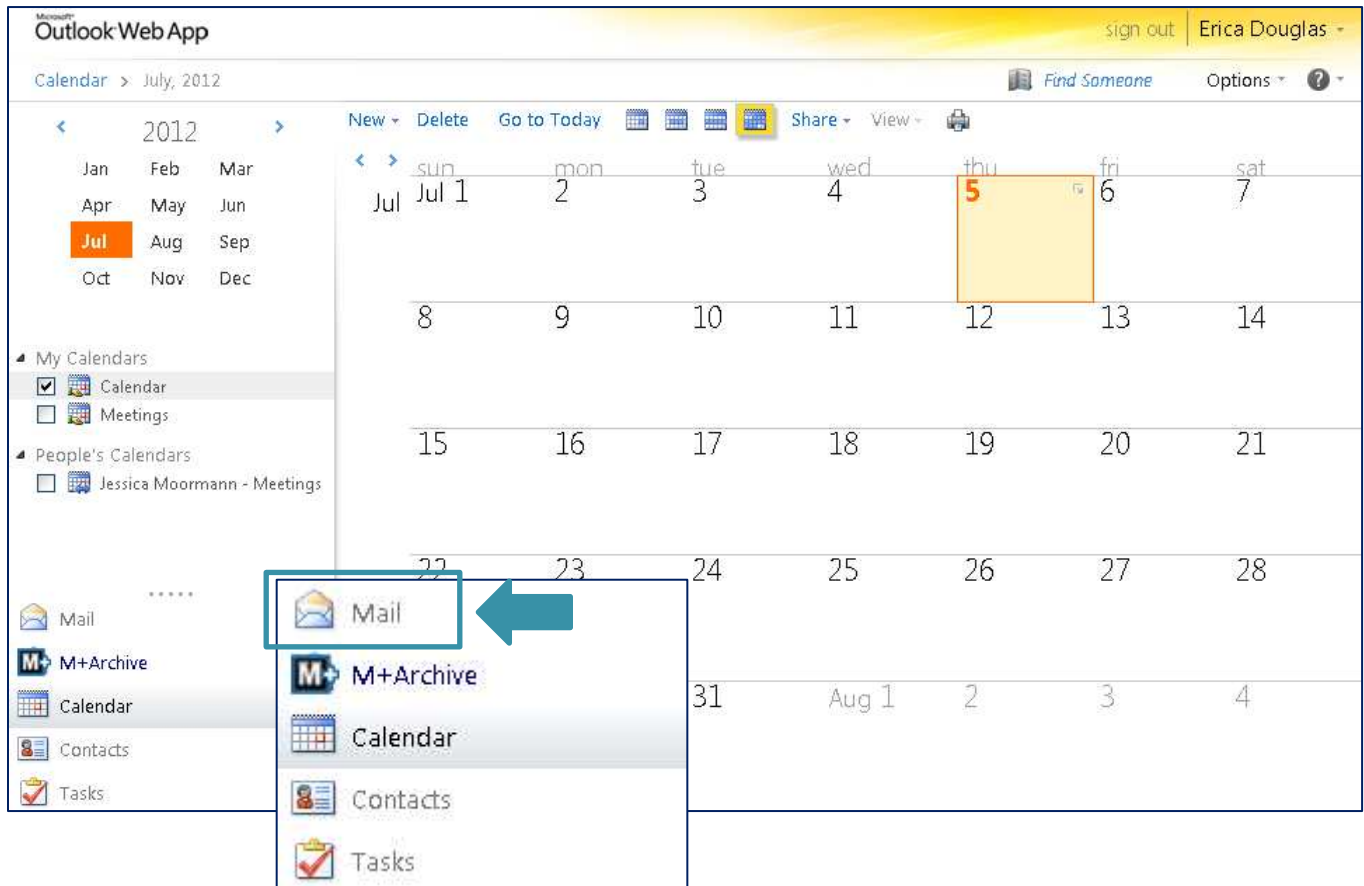 Microsoft®
Outlook Web App
sign out Erica Douglas
Calendar > July, 2012
Find Someone Options ?
< 2012 >
Jan Feb Mar
Apr May Jun
Jul Aug Sep
Oct Nov Dec
My Calendars
Calendar
Meetings
People's Calendars
Jessica Moormann - Meetings
Mail
M+ M+Archive
Calendar
Contacts
Tasks
New Delete Go to Today Share View
< > sun mon tue wed thu fri sat
Jul Jul 1 2 3 4 5 6 7
8 9 10 11 12 13 14
15 16 17 18 19 20 21
22 23 24 25 26 27 28
31 Aug 1 2 3 4
Mail
M+ M+Archive
Calendar
Contacts
Tasks